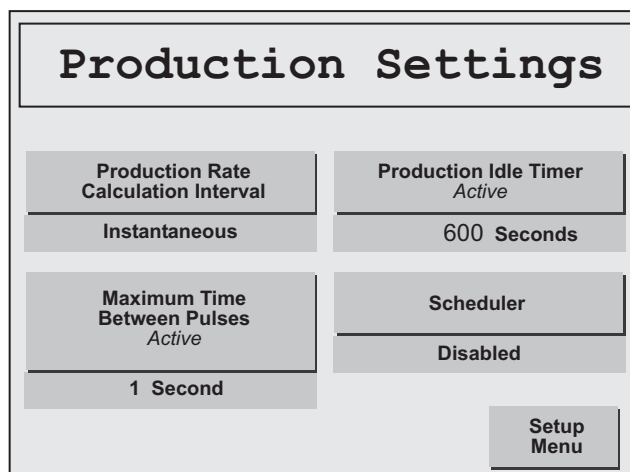 Production Settings
Production Rate
Calculation Interval
Instantaneous
Production Idle Timer
Active
600 Seconds
Maximum Time
Between Pulses
Active
1 Second
Scheduler
Disabled
Setup
Menu